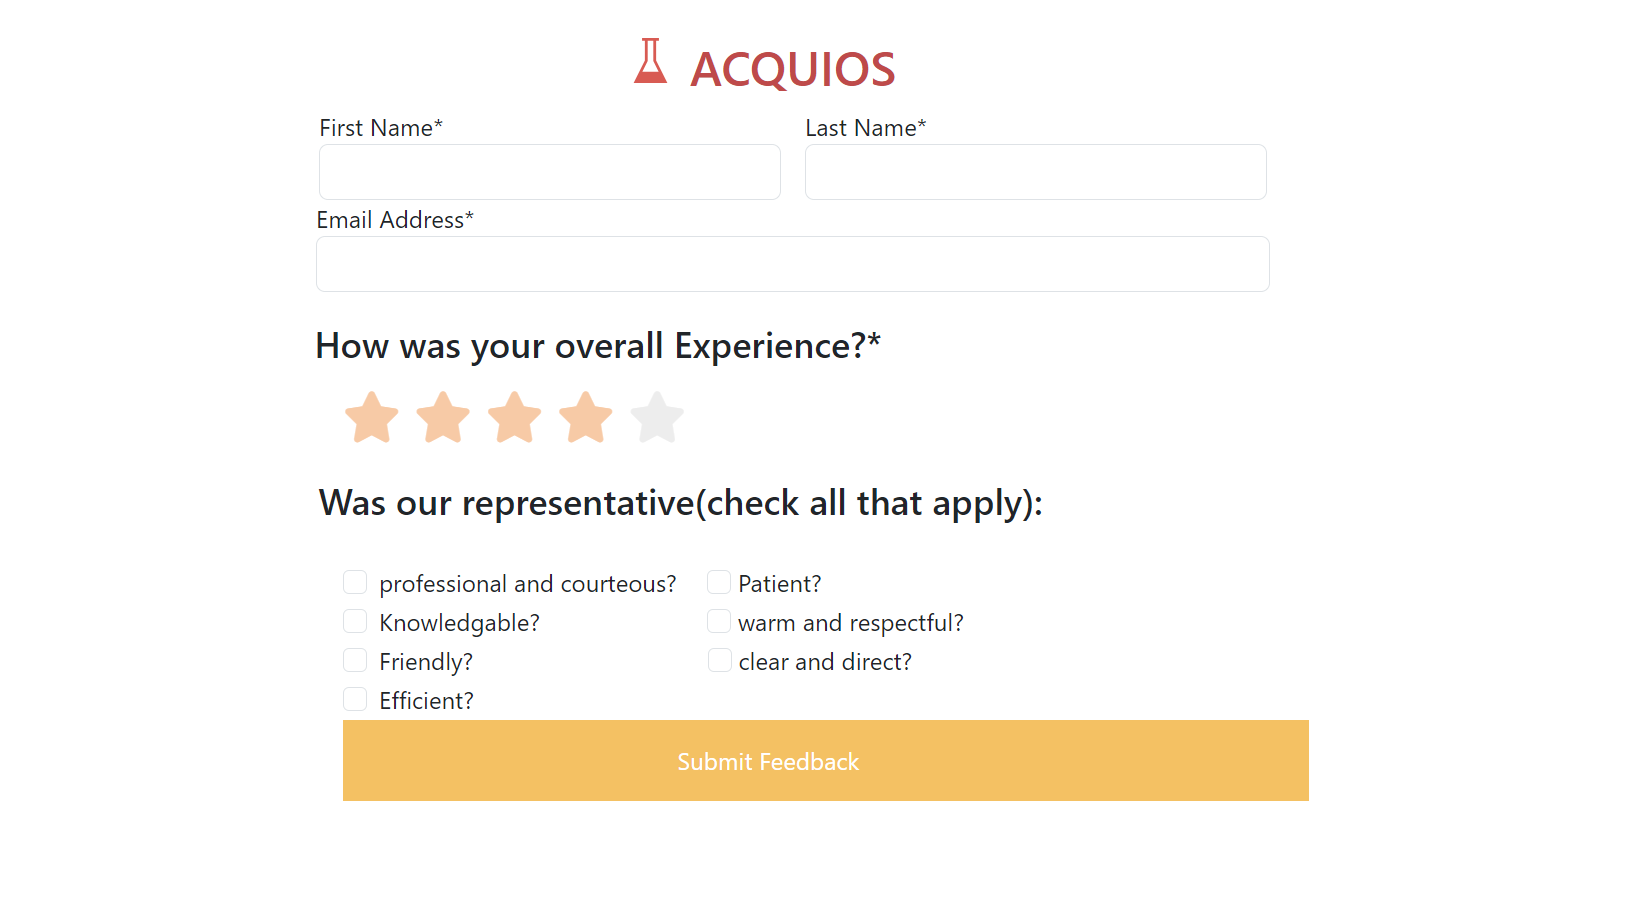 ACQUIOS
First Name*
Last Name*
Email Address*
How was your overall Experience?*
Was our representative(check all that apply):
professional and courteous?
Patient?
Knowledgable?
warm and respectful?
Friendly?
clear and direct?
Efficient?
Submit Feedback